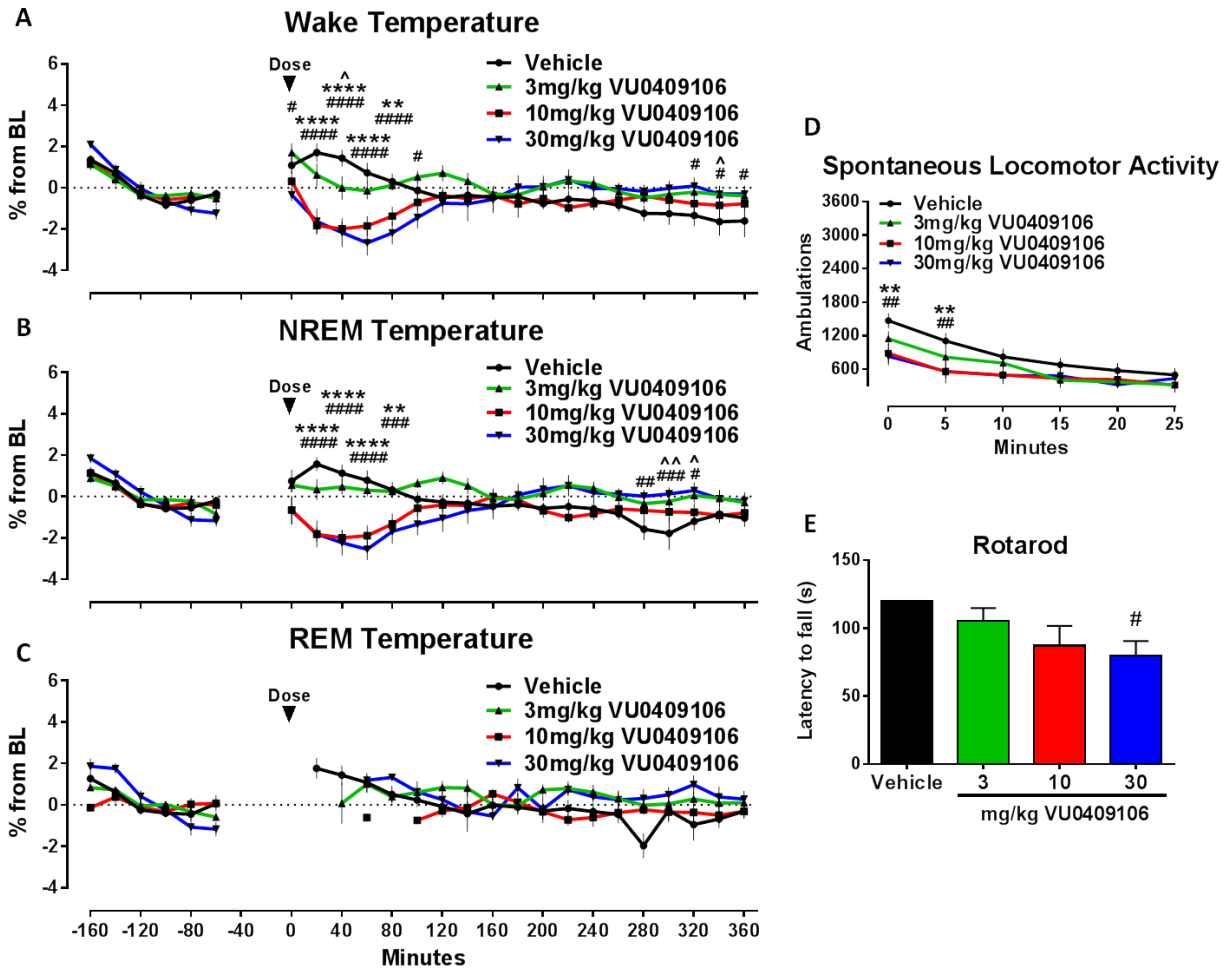 A
Wake Temperature
% from BL
6
4
2
0
-2
-4
Dose
Vehicle
3mg/kg VU0409106
10mg/kg VU0409106
30mg/kg VU0409106
#
****
####
^
****
####
****
####
**
####
#
#
^
#
#
B
NREM Temperature
% from BL
6
4
2
0
-2
-4
Dose
Vehicle
3mg/kg VU0409106
10mg/kg VU0409106
30mg/kg VU0409106
****
####
****
####
****
####
**
###
##
^^
###
^
#
C
REM Temperature
% from BL
6
4
2
0
-2
-4
Dose
Vehicle
3mg/kg VU0409106
10mg/kg VU0409106
30mg/kg VU0409106
-160 -120 -80 -40 0 40 80 120 160 200 240 280 320 360
Minutes
D
Spontaneous Locomotor Activity
Ambulations
3600
3000
2400
1800
1200
600
Vehicle
3mg/kg VU0409106
10mg/kg VU0409106
30mg/kg VU0409106
**
##
**
##
0 5 10 15 20 25
Minutes
E
Rotarod
Latency to fall (s)
150
100
50
0
#
Vehicle 3 10 30
mg/kg VU0409106